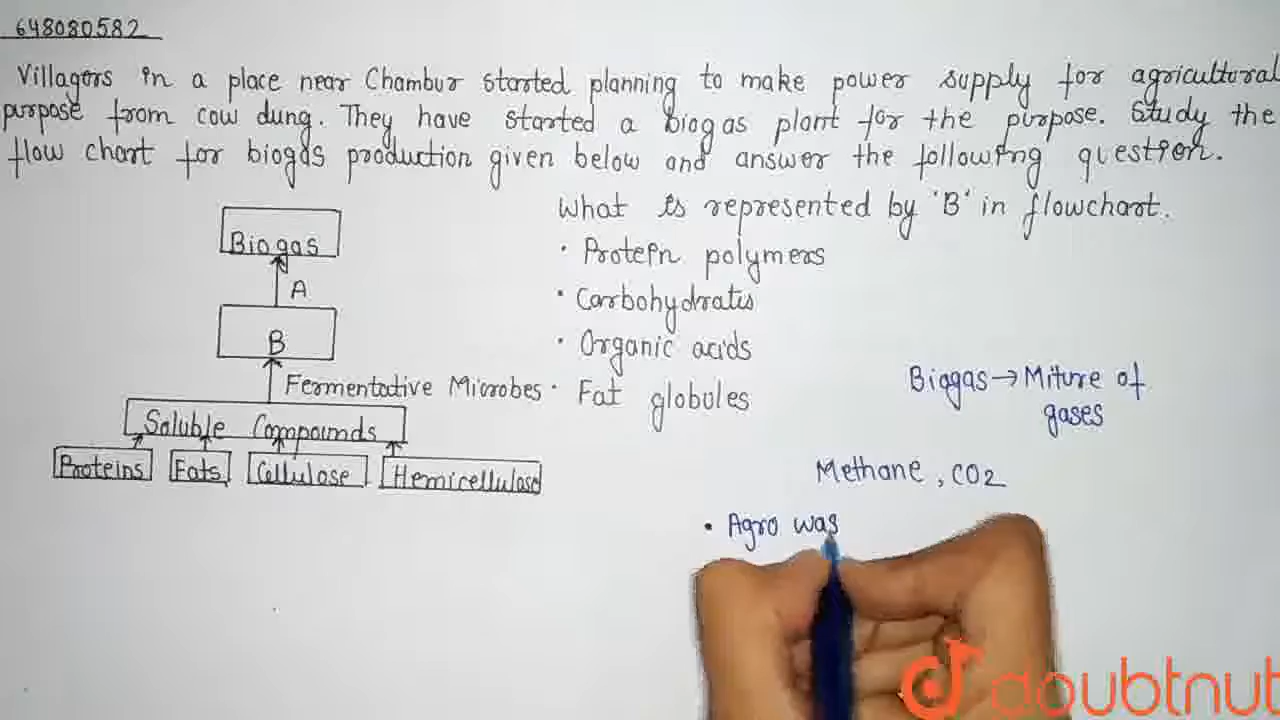 648080582
Villagers in a place near Chambur started planning to make power supply for agricultural
purpose from cow dung. They have started a biogas plant for the purpose. Study the
flow chart for biogas production given below and answer the following question.
What is represented by 'B' in flowchart.
• Protein polymers
• Carbohydrates
• Organic acids
• Fat globules
Biogas
A
B
Fermentative Microbes
Soluble Compounds
Proteins
Fats
Cellulose
Hemicellulose
Biogas → Miture of
gases
Methane, CO2
• Agro was
doubtnut